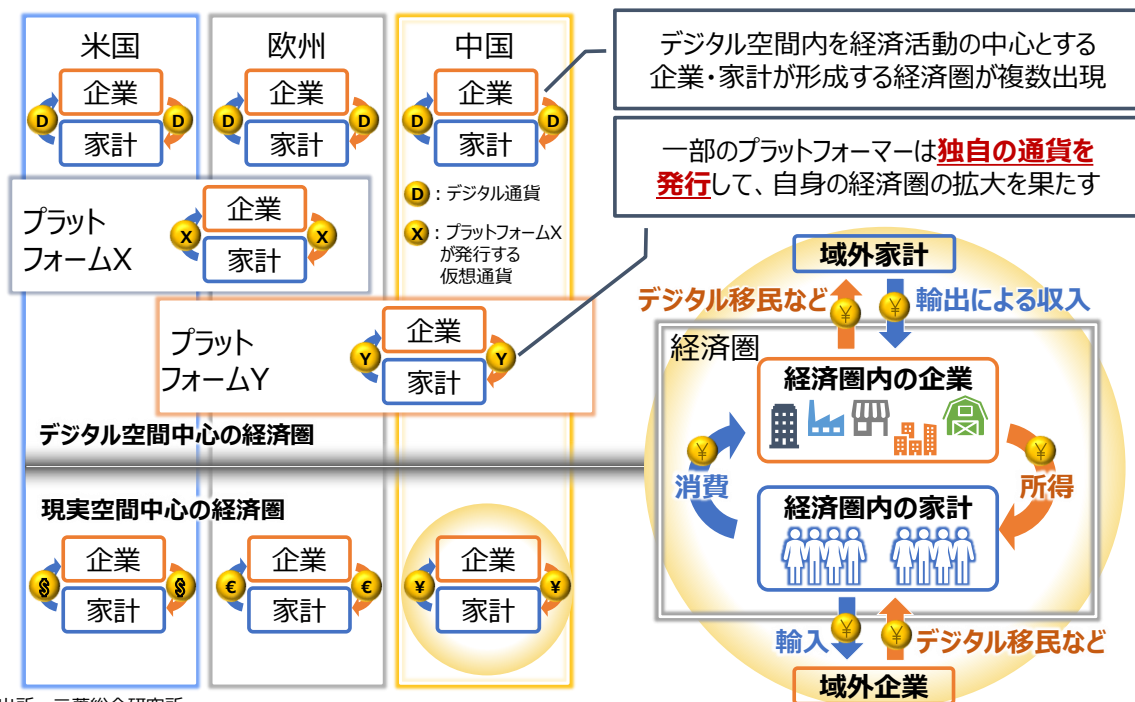 米国
企業
D
D
家計
欧州
企業
D
D
家計
中国
企業
D
D
家計
D：デジタル通貨
X：プラットフォームX
が発行する
仮想通貨
プラット
フォームX
企業
X
X
家計
プラット
フォームY
企業
Y
Y
家計
デジタル空間中心の経済圏
現実空間中心の経済圏
企業
$
$
家計
企業
€
€
家計
企業
¥
¥
家計
デジタル空間内を経済活動の中心とする
企業・家計が形成する経済圏が複数出現
一部のプラットフォーマーは独自の通貨を
発行して、自身の経済圏の拡大を果たす
域外家計
デジタル移民など
¥
¥
輸出による収入
経済圏
経済圏内の企業
¥
¥
消費
所得
経済圏内の家計
輸入
¥
¥
デジタル移民など
域外企業